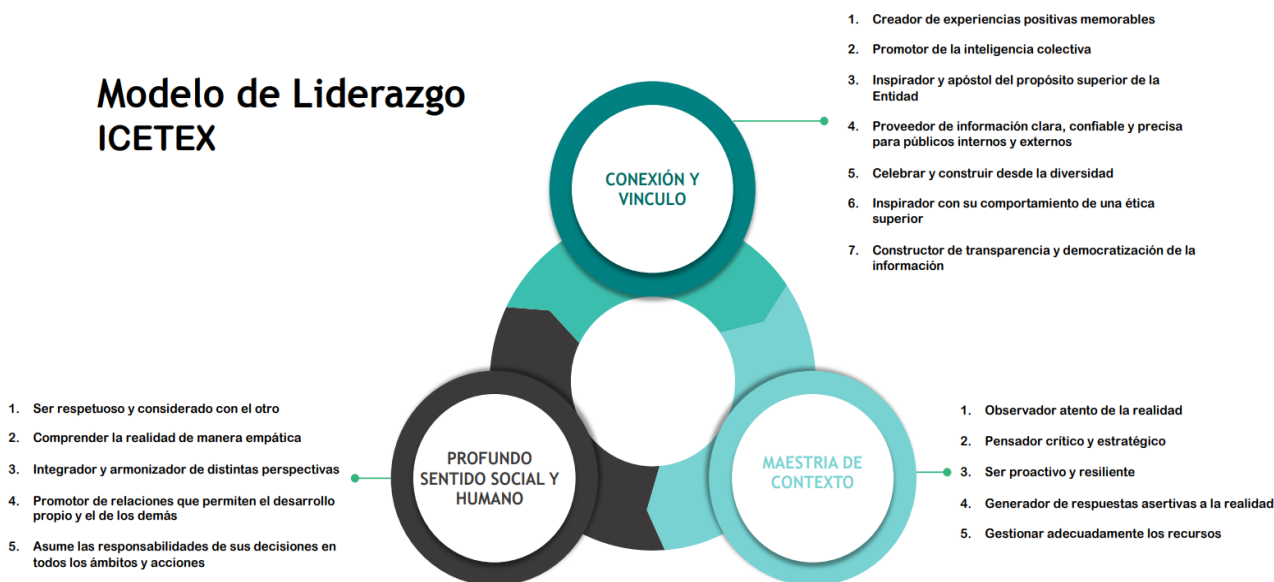 Modelo de Liderazgo
ICETEX
1. Creador de experiencias positivas memorables
2. Promotor de la inteligencia colectiva
3. Inspirador y apóstol del propósito superior de la
Entidad
4. Proveedor de información clara, confiable y precisa
para públicos internos y externos
5. Celebrar y construir desde la diversidad
6. Inspirador con su comportamiento de una ética
superior
7. Constructor de transparencia y democratización de la
información
CONEXIÓN Y
VINCULO
1. Ser respetuoso y considerado con el otro
2. Comprender la realidad de manera empática
3. Integrador y armonizador de distintas perspectivas
4. Promotor de relaciones que permiten el desarrollo
propio y el de los demás
5. Asume las responsabilidades de sus decisiones en
todos los ámbitos y acciones
PROFUNDO
SENTIDO SOCIAL Y
HUMANO
MAESTRIA DE
CONTEXTO
1. Observador atento de la realidad
2. Pensador crítico y estratégico
3. Ser proactivo y resiliente
4. Generador de respuestas asertivas a la realidad
5. Gestionar adecuadamente los recursos